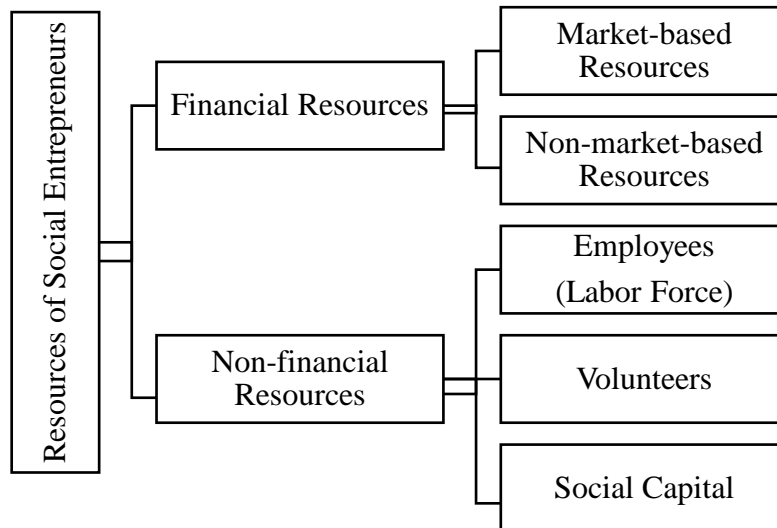 Resources of Social Entrepreneurs
Financial Resources
Market-based
Resources
Non-market-based
Resources
Non-financial
Resources
Employees
(Labor Force)
Volunteers
Social Capital